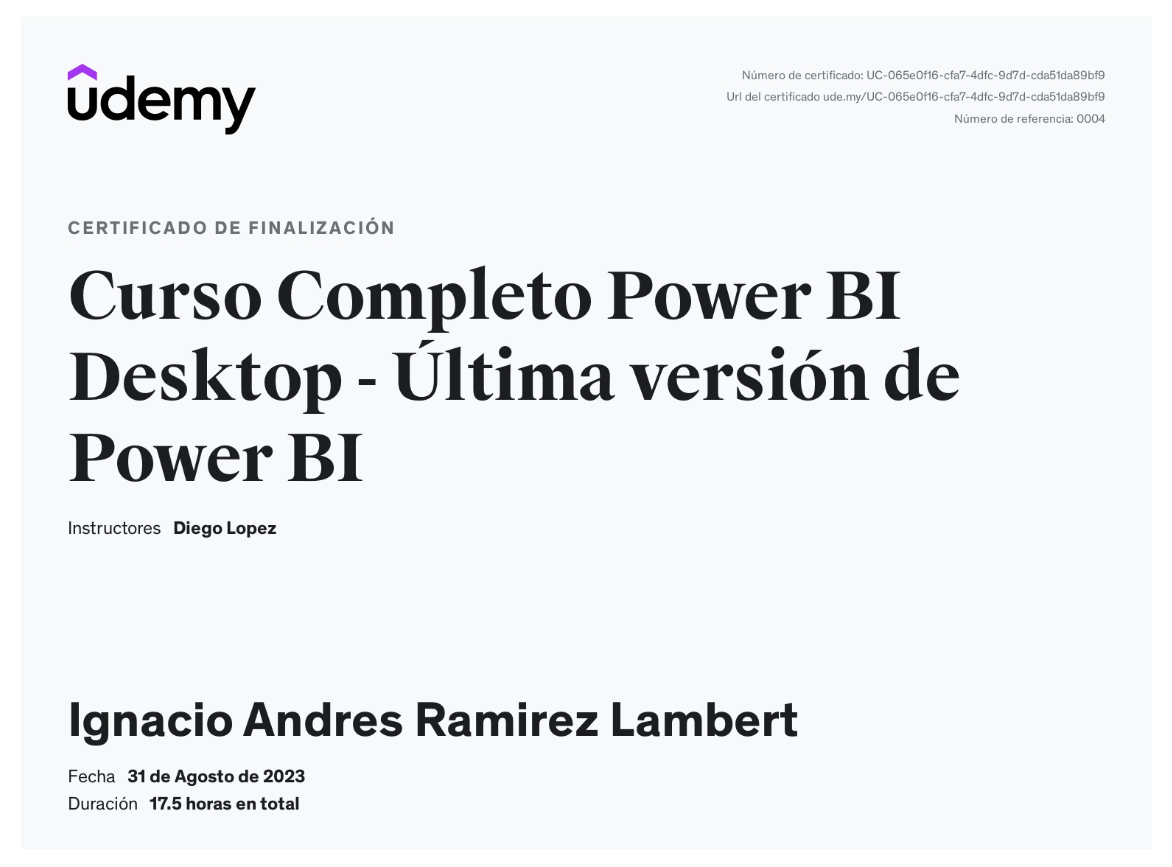 udemy
Número de certificado: UC-065e0f16-cfa7-4dfc-9d7d-cda51da89bf9
Url del certificado ude.my/UC-065e0f16-cfa7-4dfc-9d7d-cda51da89bf9
Número de referencia: 0004
CERTIFICADO DE FINALIZACIÓN
Curso Completo Power BI
Desktop - Última versión de
Power BI
Instructores Diego Lopez
Ignacio Andres Ramirez Lambert
Fecha 31 de Agosto de 2023
Duración 17.5 horas en total